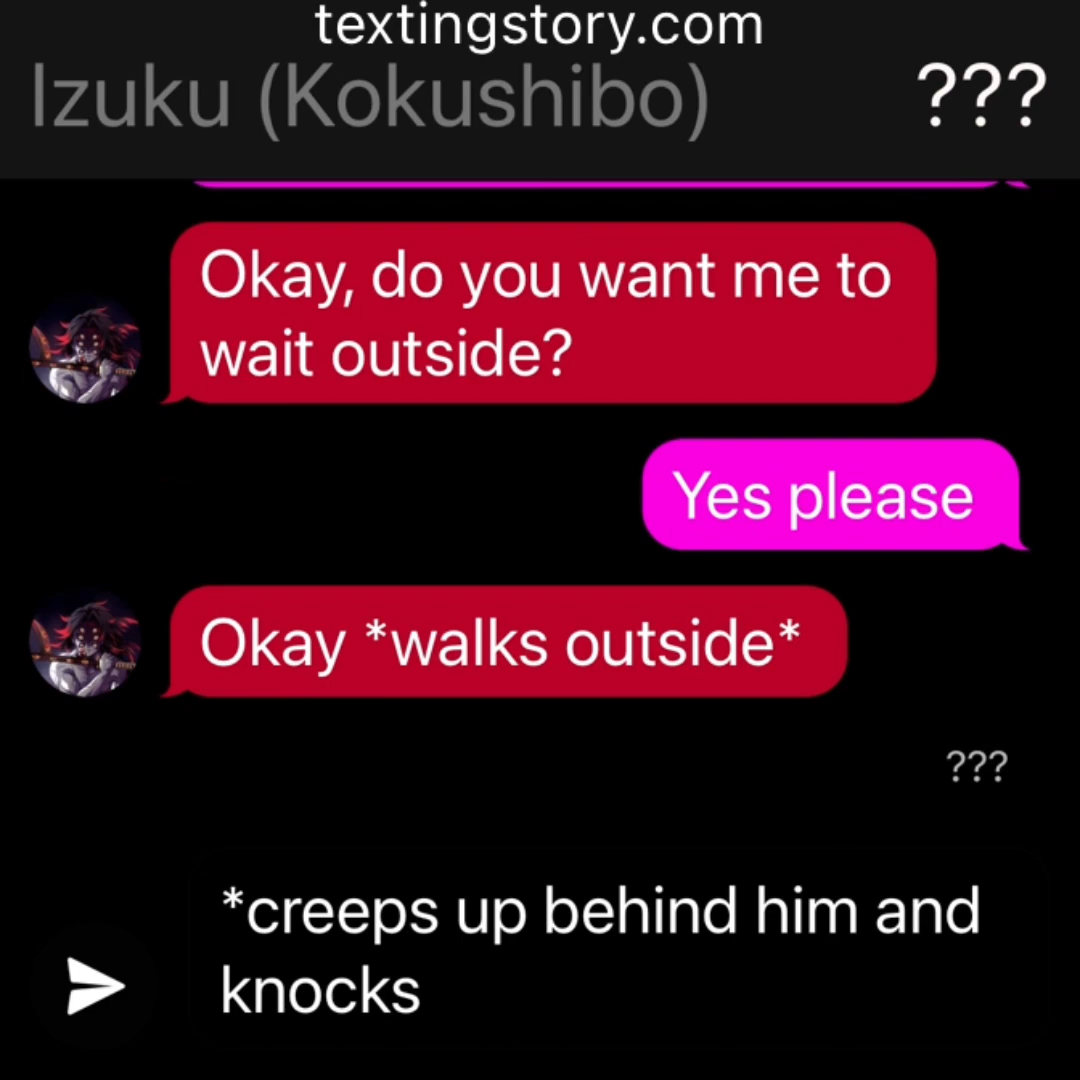 textingstory.com
Izuku (Kokushibo) ???
Okay, do you want me to
wait outside?
Yes please
Okay *walks outside*
???
*creeps up behind him and
knocks